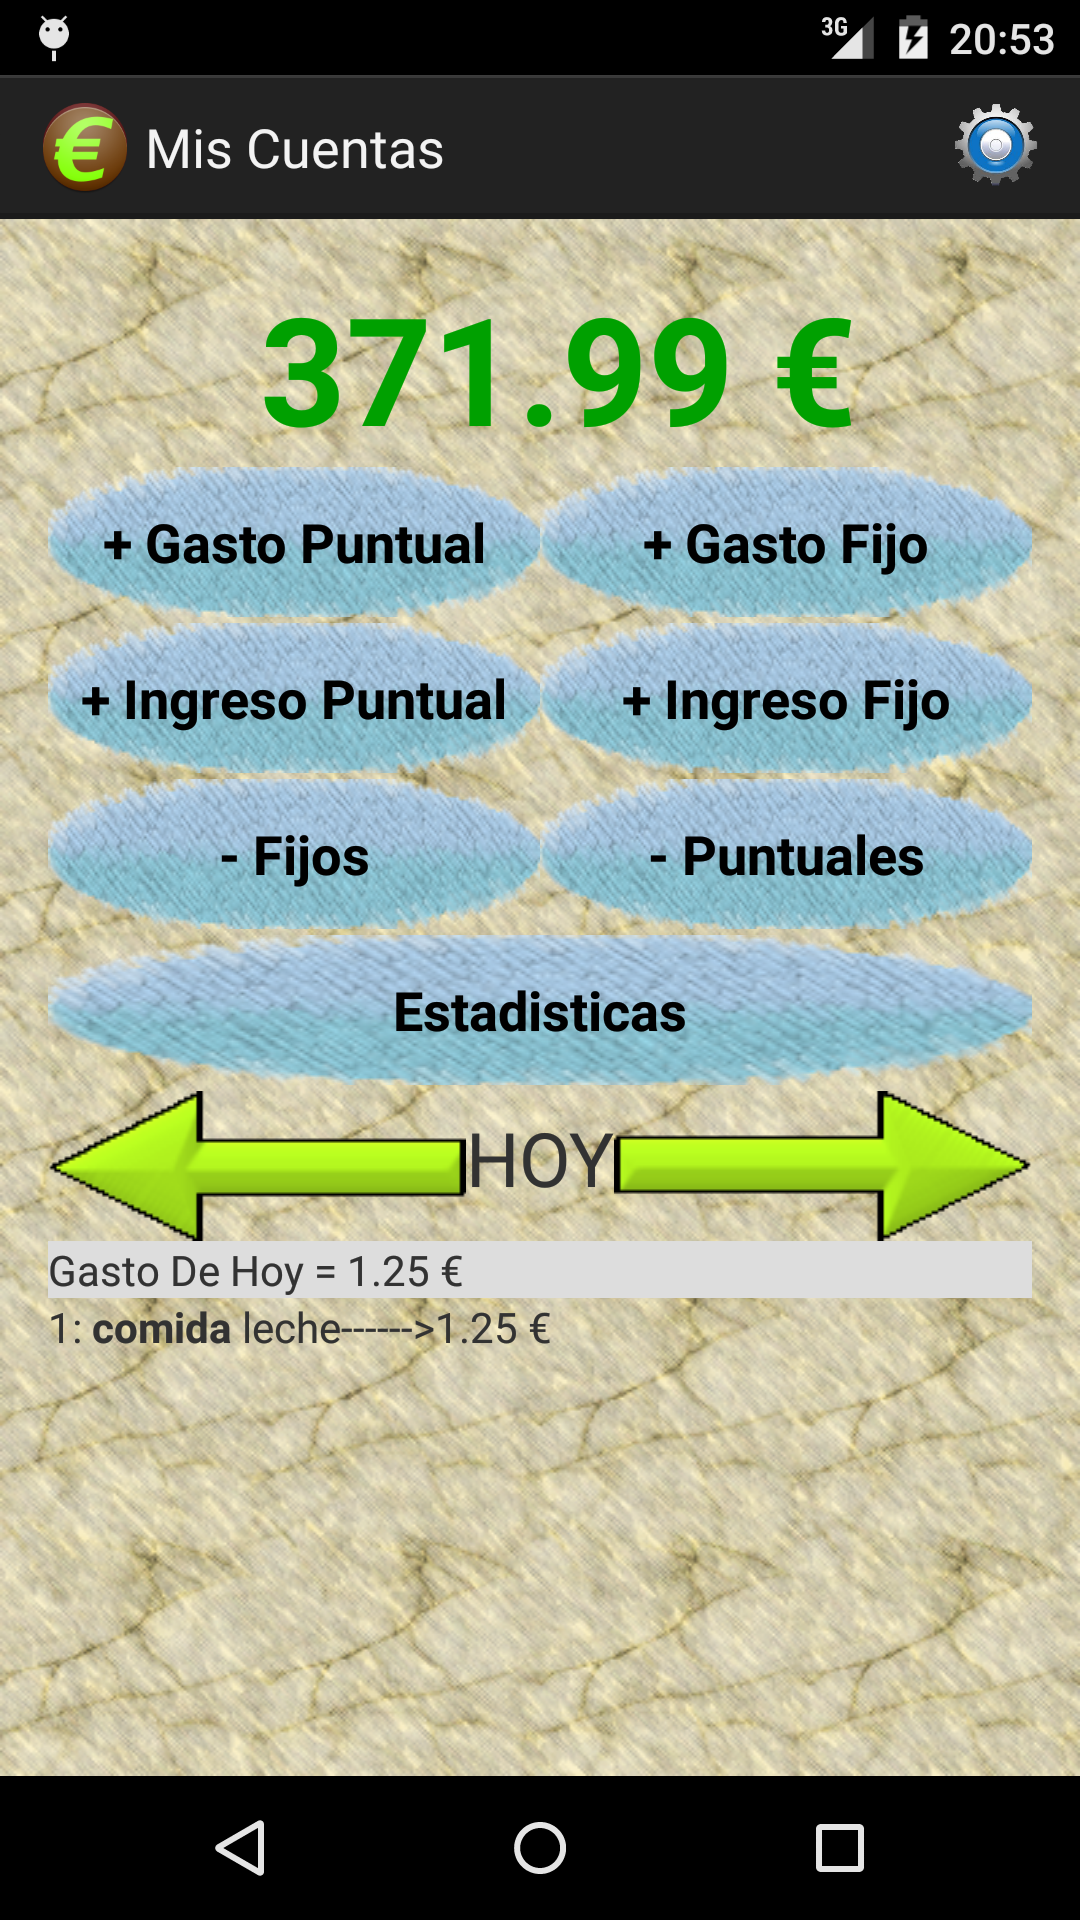 3G 20:53
€ Mis Cuentas
371.99 €
+ Gasto Puntual + Gasto Fijo
+ Ingreso Puntual + Ingreso Fijo
- Fijos - Puntuales
Estadisticas
HOY
Gasto De Hoy = 1.25 €
1: comida leche------>1.25 €